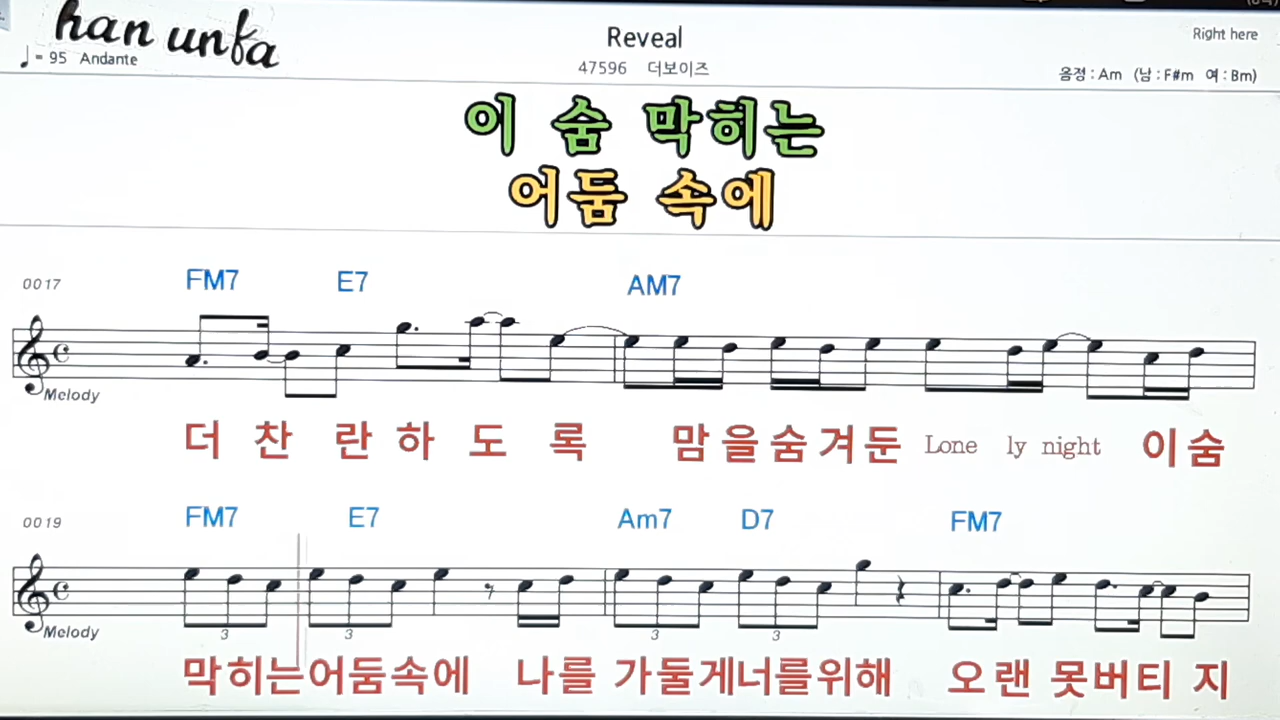 han unfa
Reveal
Right here
♩= 95 Andante
47596 더보이즈
음정 : Am (남 : F#m 여 : Bm)
이 숨 막히는
어둠 속에
0017 FM7 E7 AM7
Melody
더 찬 란 하 도 록 맘 을 숨 겨 둔 Lone ly night 이 숨
0019 FM7 E7 Am7 D7 FM7
Melody
3 3 3 3
막히는어둠속에 나를 가둘게너를위해 오 랜 못버티 지